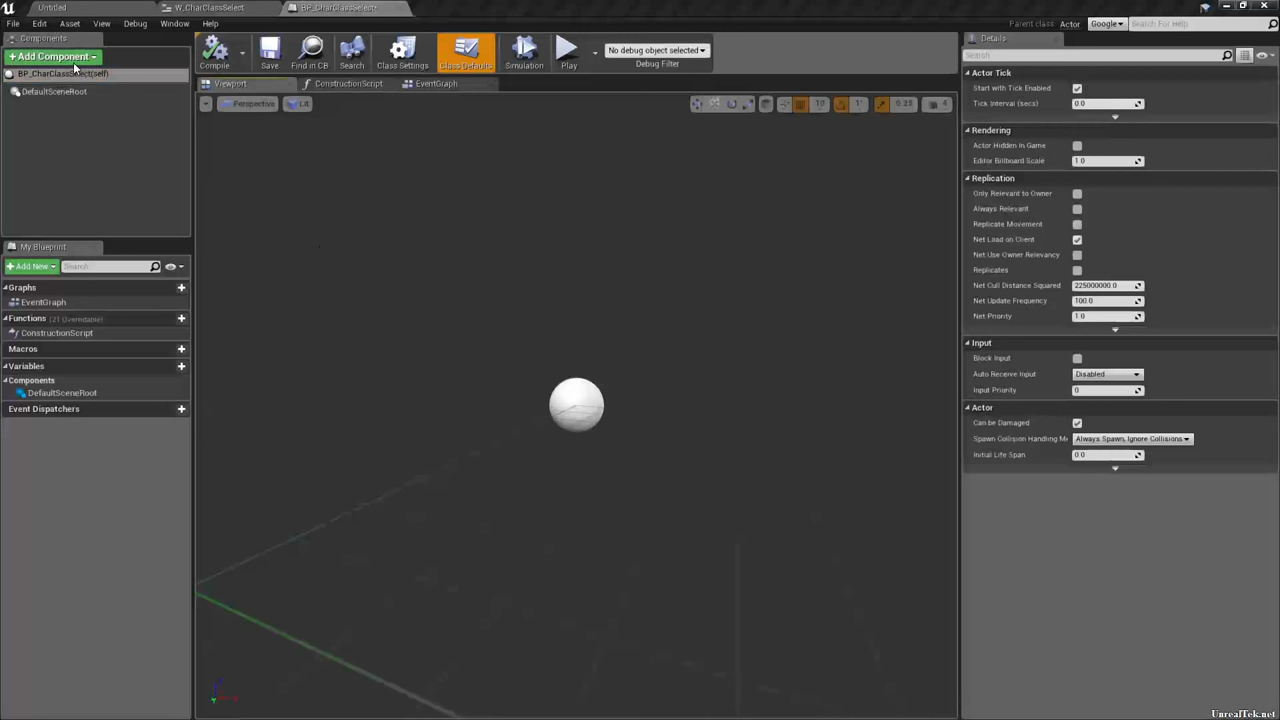 Untitled
W_CharClassSelect
BP_CharClassSelect
File Edit Asset View Debug Window Help
Parent class: Actor
Google
Search For Help
Components
+Add Component
BP_CharClassSelect(self)
DefaultSceneRoot
My Blueprint
+Add New
Search
Graphs
EventGraph
Functions (21 Overridable)
ConstructionScript
Macros
Variables
Components
DefaultSceneRoot
Event Dispatchers
Compile
Save
Find in CB
Search
Class Settings
Class Defaults
Simulation
Play
No debug object selected
Debug Filter
Viewport
ConstructionScript
EventGraph
Perspective
Lit
10
1°
0.25
4
Details
Search
Actor Tick
Start with Tick Enabled
Tick Interval (secs) 0.0
Rendering
Actor Hidden In Game
Editor Billboard Scale 1.0
Replication
Only Relevant to Owner
Always Relevant
Replicate Movement
Net Load on Client
Net Use Owner Relevancy
Replicates
Net Cull Distance Squared 225000000.0
Net Update Frequency 100.0
Net Priority 1.0
Input
Block Input
Auto Receive Input Disabled
Input Priority 0
Actor
Can be Damaged
Spawn Collision Handling M Always Spawn, Ignore Collisions
Initial Life Span 0.0
UnrealTek.net